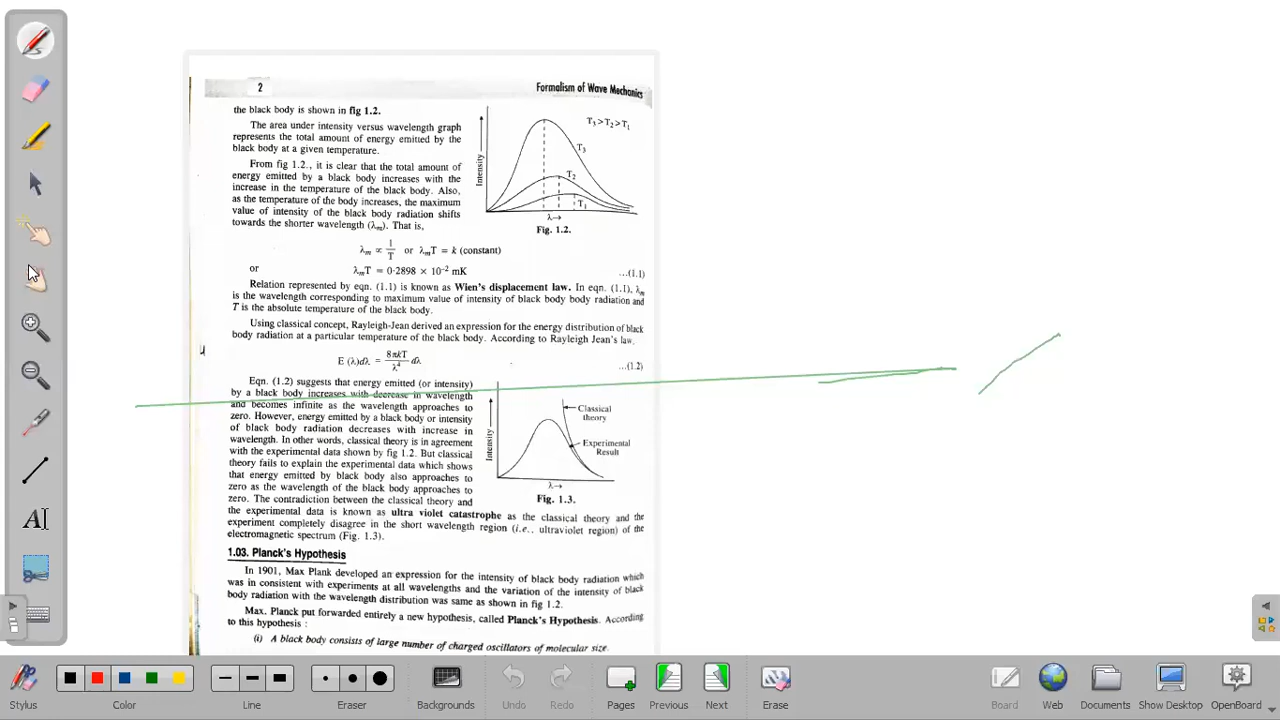 2
Formalism of Wave Mechanics
the black body is shown in fig 1.2.
The area under intensity versus wavelength graph
represents the total amount of energy emitted by the
black body at a given temperature.
From fig 1.2., it is clear that the total amount of
energy emitted by a black body increases with the
increase in the temperature of the black body. Also,
as the temperature of the body increases, the maximum
value of intensity of the black body radiation shifts
towards the shorter wavelength (λm). That is,
T3>T2>T1
T3
T2
T1
Intensity
λ→
Fig. 1.2.
λm ∝ 1/T or λmT = k (constant)
or λmT = 0·2898 × 10⁻² mK ...(1.1)
Relation represented by eqn. (1.1) is known as Wien's displacement law. In eqn. (1.1), λm
is the wavelength corresponding to maximum value of intensity of black body body radiation and
T is the absolute temperature of the black body.
Using classical concept, Rayleigh-Jean derived an expression for the energy distribution of black
body radiation at a particular temperature of the black body. According to Rayleigh Jean's law,
E (λ)dλ = 8πkT/λ⁴ dλ ...(1.2)
Eqn. (1.2) suggests that energy emitted (or intensity)
by a black body increases with decrease in wavelength
and becomes infinite as the wavelength approaches to
zero. However, energy emitted by a black body or intensity
of black body radiation decreases with increase in
wavelength. In other words, classical theory is in agreement
with the experimental data shown by fig 1.2. But classical
theory fails to explain the experimental data which shows
that energy emitted by black body also approaches to
zero as the wavelength of the black body approaches to
zero. The contradiction between the classical theory and
the experimental data is known as ultra violet catastrophe as the classical theory and the
experiment completely disagree in the short wavelength region (i.e., ultraviolet region) of the
electromagnetic spectrum (Fig. 1.3).
Classical
theory
Experimental
Result
Intensity
λ→
Fig. 1.3.
1.03. Planck's Hypothesis
In 1901, Max Plank developed an expression for the intensity of black body radiation which
was in consistent with experiments at all wavelengths and the variation of the intensity of black
body radiation with the wavelength distribution was same as shown in fig 1.2.
Max. Planck put forwarded entirely a new hypothesis, called Planck's Hypothesis. According
to this hypothesis :
(i) A black body consists of large number of charged oscillators of molecular size.
Stylus
Color
Line
Eraser
Backgrounds
Undo
Redo
Pages
Previous
Next
Erase
Board
Web
Documents
Show Desktop
OpenBoard